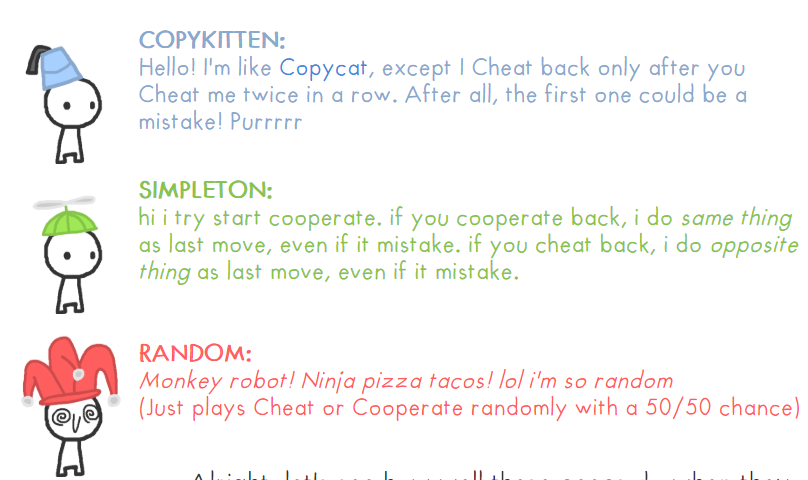 COPYKITTEN:
Hello! I'm like Copycat, except I Cheat back only after you
Cheat me twice in a row. After all, the first one could be a
mistake! Purrrrr
SIMPLETON:
hi i try start cooperate. if you cooperate back, i do same thing
as last move, even if it mistake. if you cheat back, i do opposite
thing as last move, even if it mistake.
RANDOM:
Monkey robot! Ninja pizza tacos! lol i'm so random
(Just plays Cheat or Cooperate randomly with a 50/50 chance)